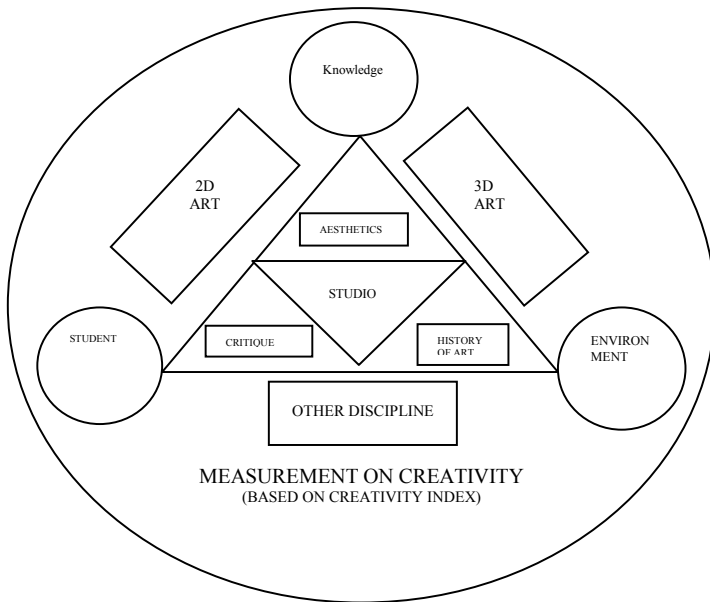 Knowledge
2D
ART
3D
ART
AESTHETICS
STUDIO
STUDENT
CRITIQUE
HISTORY
OF ART
ENVIRON
MENT
OTHER DISCIPLINE
MEASUREMENT ON CREATIVITY
(BASED ON CREATIVITY INDEX)